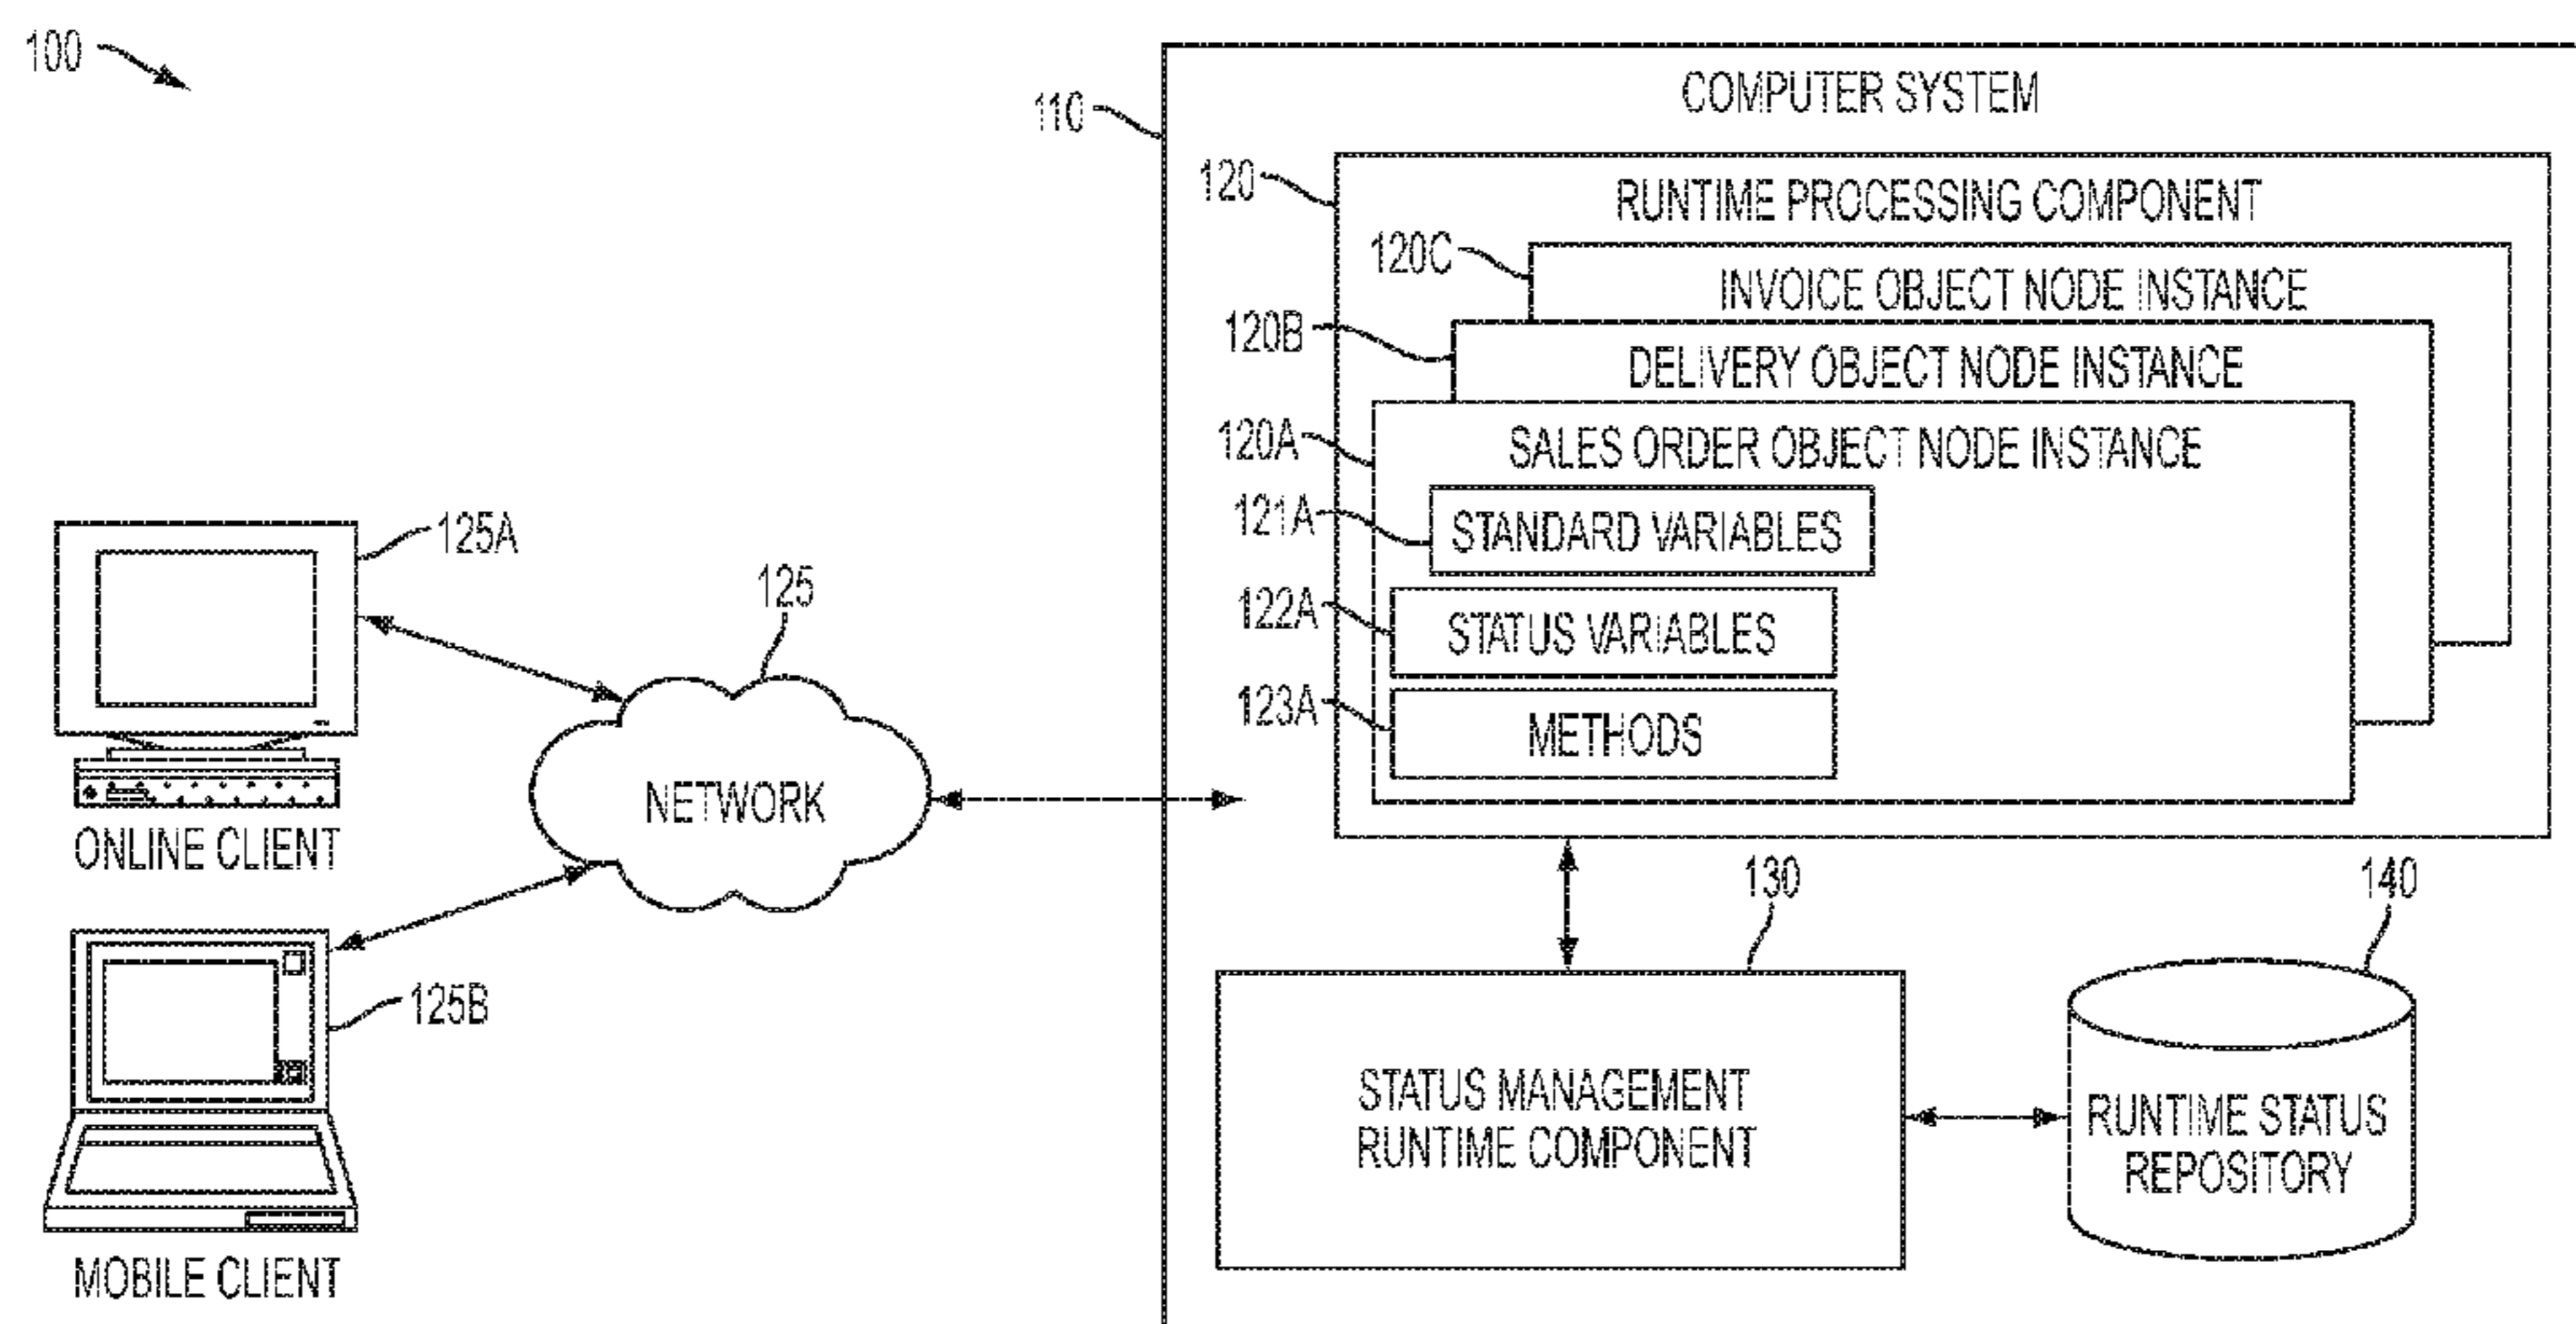 100
COMPUTER SYSTEM
110
120
RUNTIME PROCESSING COMPONENT
120C
INVOICE OBJECT NODE INSTANCE
120B
DELIVERY OBJECT NODE INSTANCE
120A
SALES ORDER OBJECT NODE INSTANCE
121A
STANDARD VARIABLES
122A
STATUS VARIABLES
123A
METHODS
125A
125
NETWORK
ONLINE CLIENT
125B
MOBILE CLIENT
130
STATUS MANAGEMENT
RUNTIME COMPONENT
140
RUNTIME STATUS
REPOSITORY